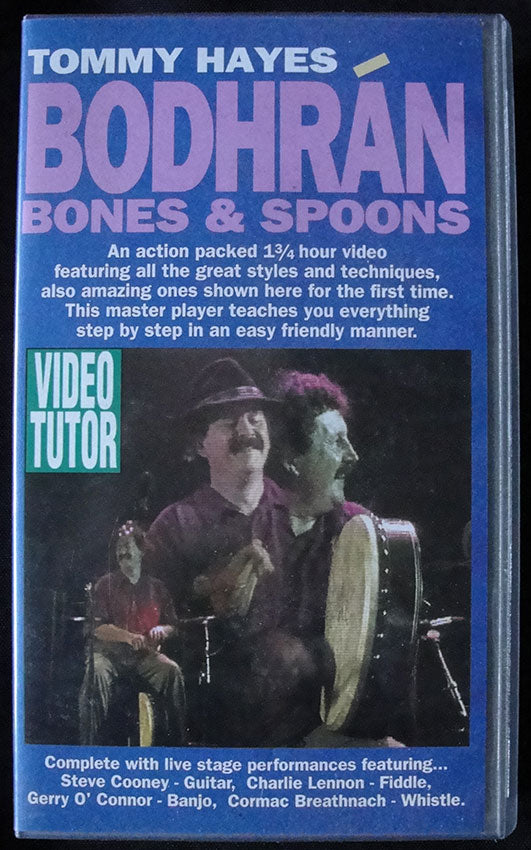 TOMMY HAYES
BODHRÁN
BONES & SPOONS
An action packed 1¾ hour video
featuring all the great styles and techniques,
also amazing ones shown here for the first time.
This master player teaches you everything
step by step in an easy friendly manner.
VIDEO
TUTOR
Complete with live stage performances featuring...
Steve Cooney - Guitar, Charlie Lennon - Fiddle,
Gerry O' Connor - Banjo, Cormac Breathnach - Whistle.